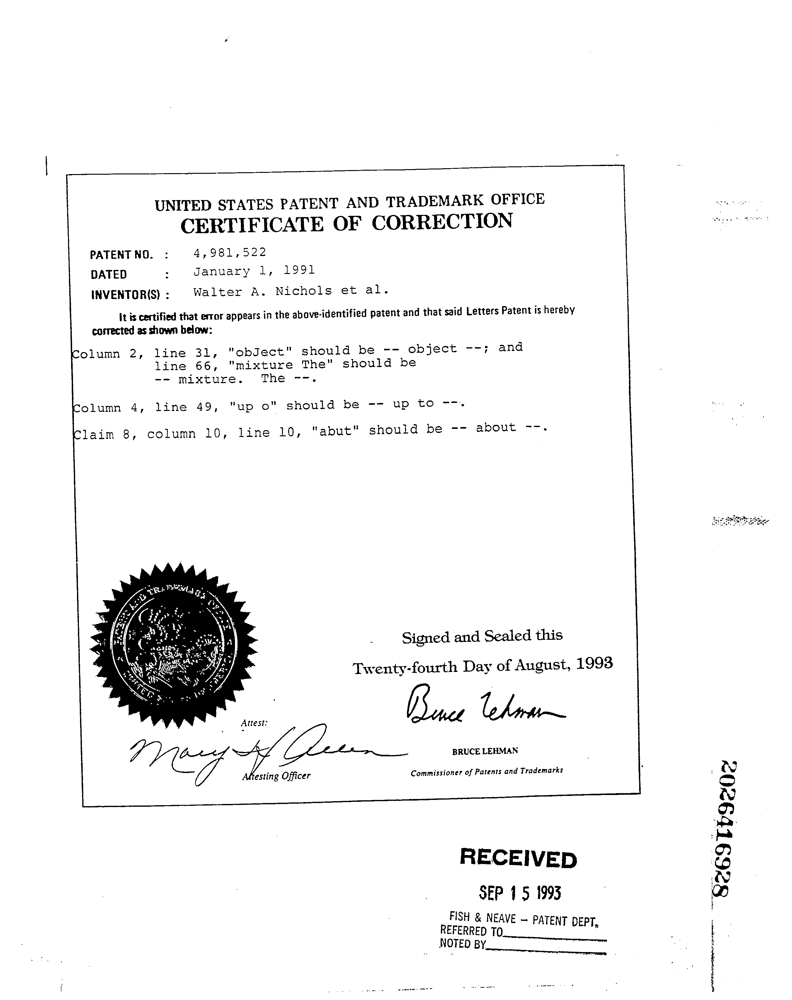 UNITED STATES PATENT AND TRADEMARK OFFICE
CERTIFICATE OF CORRECTION
PATENT NO. : 4,981,522
DATED : January 1, 1991
INVENTOR(S) : Walter A. Nichols et al.
It is certified that error appears in the above-identified patent and that said Letters Patent is hereby
corrected as shown below:
Column 2, line 31, "obJect" should be -- object --; and
line 66, "mixture The" should be
-- mixture. The --.
Column 4, line 49, "up o" should be -- up to --.
Claim 8, column 10, line 10, "abut" should be -- about --.
Signed and Sealed this
Twenty-fourth Day of August, 1993
Bruce Lehman
Attest:
BRUCE LEHMAN
Attesting Officer
Commissioner of Patents and Trademarks
RECEIVED
SEP 15 1993
FISH & NEAVE – PATENT DEPT.
REFERRED TO
NOTED BY
2026416928